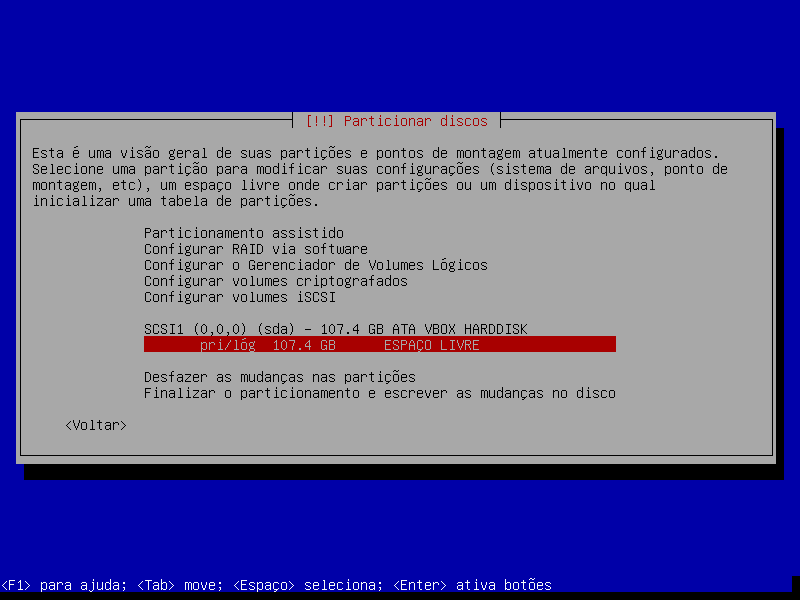 [!!] Particionar discos
Esta é uma visão geral de suas partições e pontos de montagem atualmente configurados.
Selecione uma partição para modificar suas configurações (sistema de arquivos, ponto de
montagem, etc), um espaço livre onde criar partições ou um dispositivo no qual
inicializar uma tabela de partições.
Particionamento assistido
Configurar RAID via software
Configurar o Gerenciador de Volumes Lógicos
Configurar volumes criptografados
Configurar volumes iSCSI
SCSI1 (0,0,0) (sda) - 107.4 GB ATA VBOX HARDDISK
pri/lóg 107.4 GB ESPAÇO LIVRE
Desfazer as mudanças nas partições
Finalizar o particionamento e escrever as mudanças no disco
<Voltar>
<F1> para ajuda; <Tab> move; <Espaço> seleciona; <Enter> ativa botões